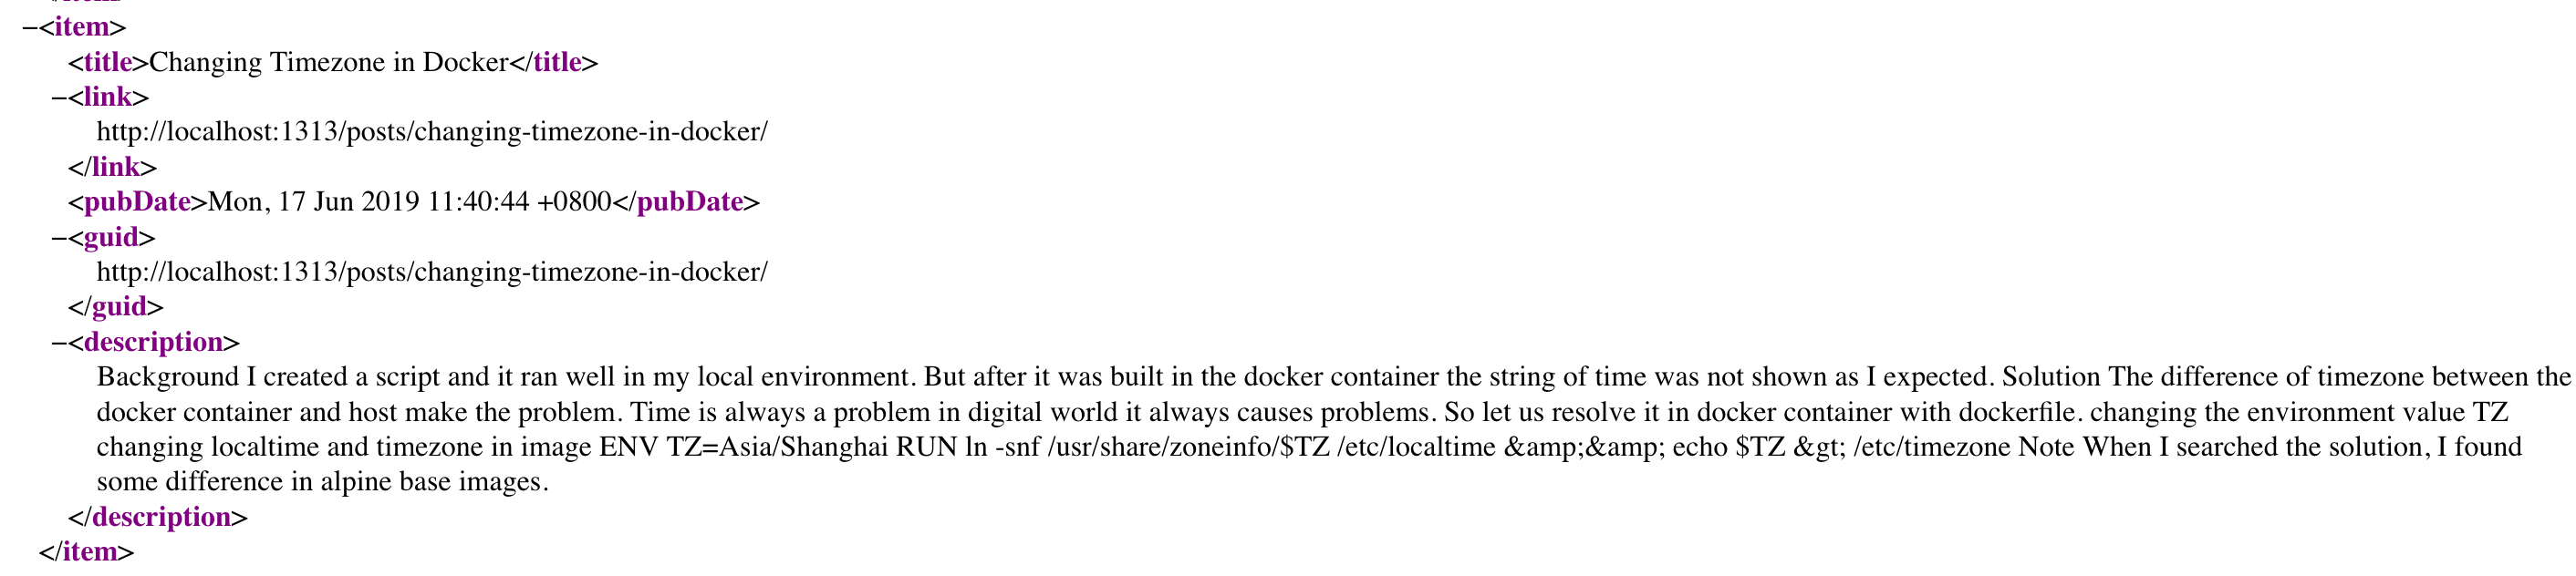 –<item>
<title>Changing Timezone in Docker</title>
–<link>
http://localhost:1313/posts/changing-timezone-in-docker/
</link>
<pubDate>Mon, 17 Jun 2019 11:40:44 +0800</pubDate>
–<guid>
http://localhost:1313/posts/changing-timezone-in-docker/
</guid>
–<description>
Background I created a script and it ran well in my local environment. But after it was built in the docker container the string of time was not shown as I expected. Solution The difference of timezone between the
docker container and host make the problem. Time is always a problem in digital world it always causes problems. So let us resolve it in docker container with dockerfile. changing the environment value TZ
changing localtime and timezone in image ENV TZ=Asia/Shanghai RUN ln -snf /usr/share/zoneinfo/$TZ /etc/localtime &amp;&amp; echo $TZ &gt; /etc/timezone Note When I searched the solution, I found
some difference in alpine base images.
</description>
</item>